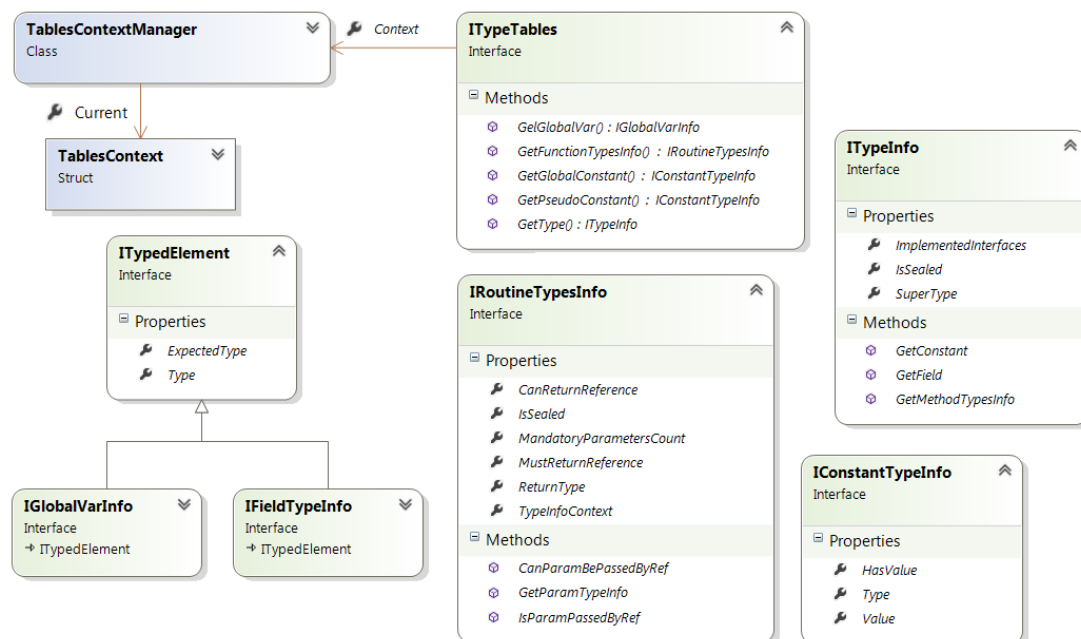 TablesContextManager
Class
Context
Current
TablesContext
Struct
ITypeTables
Interface
Methods
GelGlobalVar() : IGlobalVarInfo
GetFunctionTypesInfo() : IRoutineTypesInfo
GetGlobalConstant() : IConstantTypeInfo
GetPseudoConstant() : IConstantTypeInfo
GetType() : ITypeInfo
ITypeInfo
Interface
Properties
ImplementedInterfaces
IsSealed
SuperType
Methods
GetConstant
GetField
GetMethodTypesInfo
ITypedElement
Interface
Properties
ExpectedType
Type
IRoutineTypesInfo
Interface
Properties
CanReturnReference
IsSealed
MandatoryParametersCount
MustReturnReference
ReturnType
TypeInfoContext
Methods
CanParamBePassedByRef
GetParamTypeInfo
IsParamPassedByRef
IGlobalVarInfo
Interface
ITypedElement
IFieldTypeInfo
Interface
ITypedElement
IConstantTypeInfo
Interface
Properties
HasValue
Type
Value